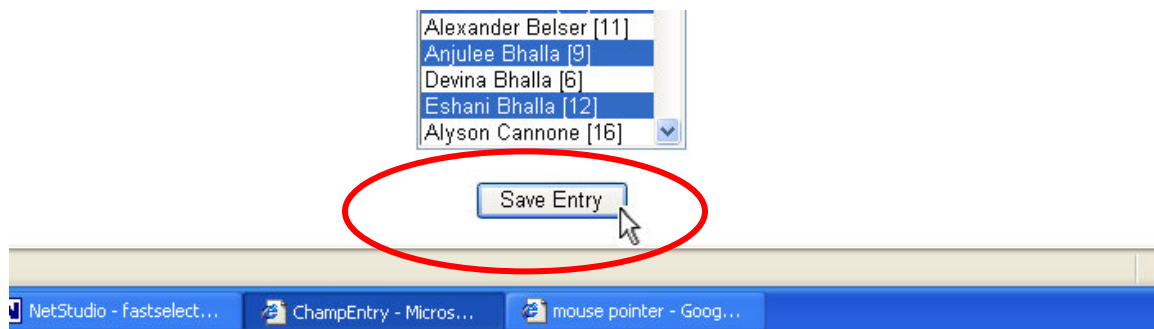 Alexander Belser [11]
Anjulee Bhalla [9]
Devina Bhalla [6]
Eshani Bhalla [12]
Alyson Cannone [16]
Save Entry
NetStudio - fastselect... ChampEntry - Micros... mouse pointer - Goog...